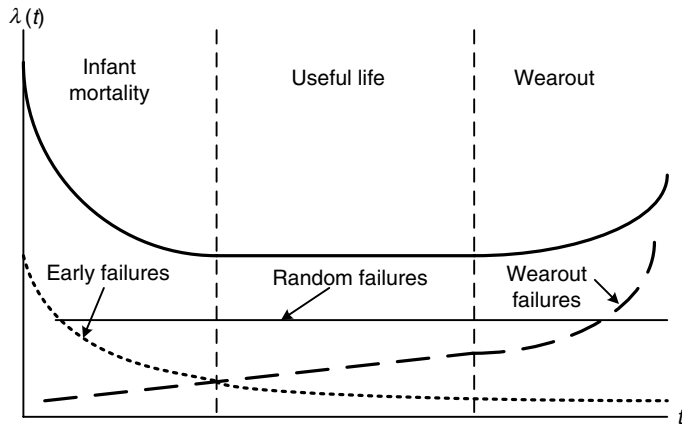 λ(t)
Infant
mortality
Useful life
Wearout
Early failures
Random failures
Wearout
failures
t